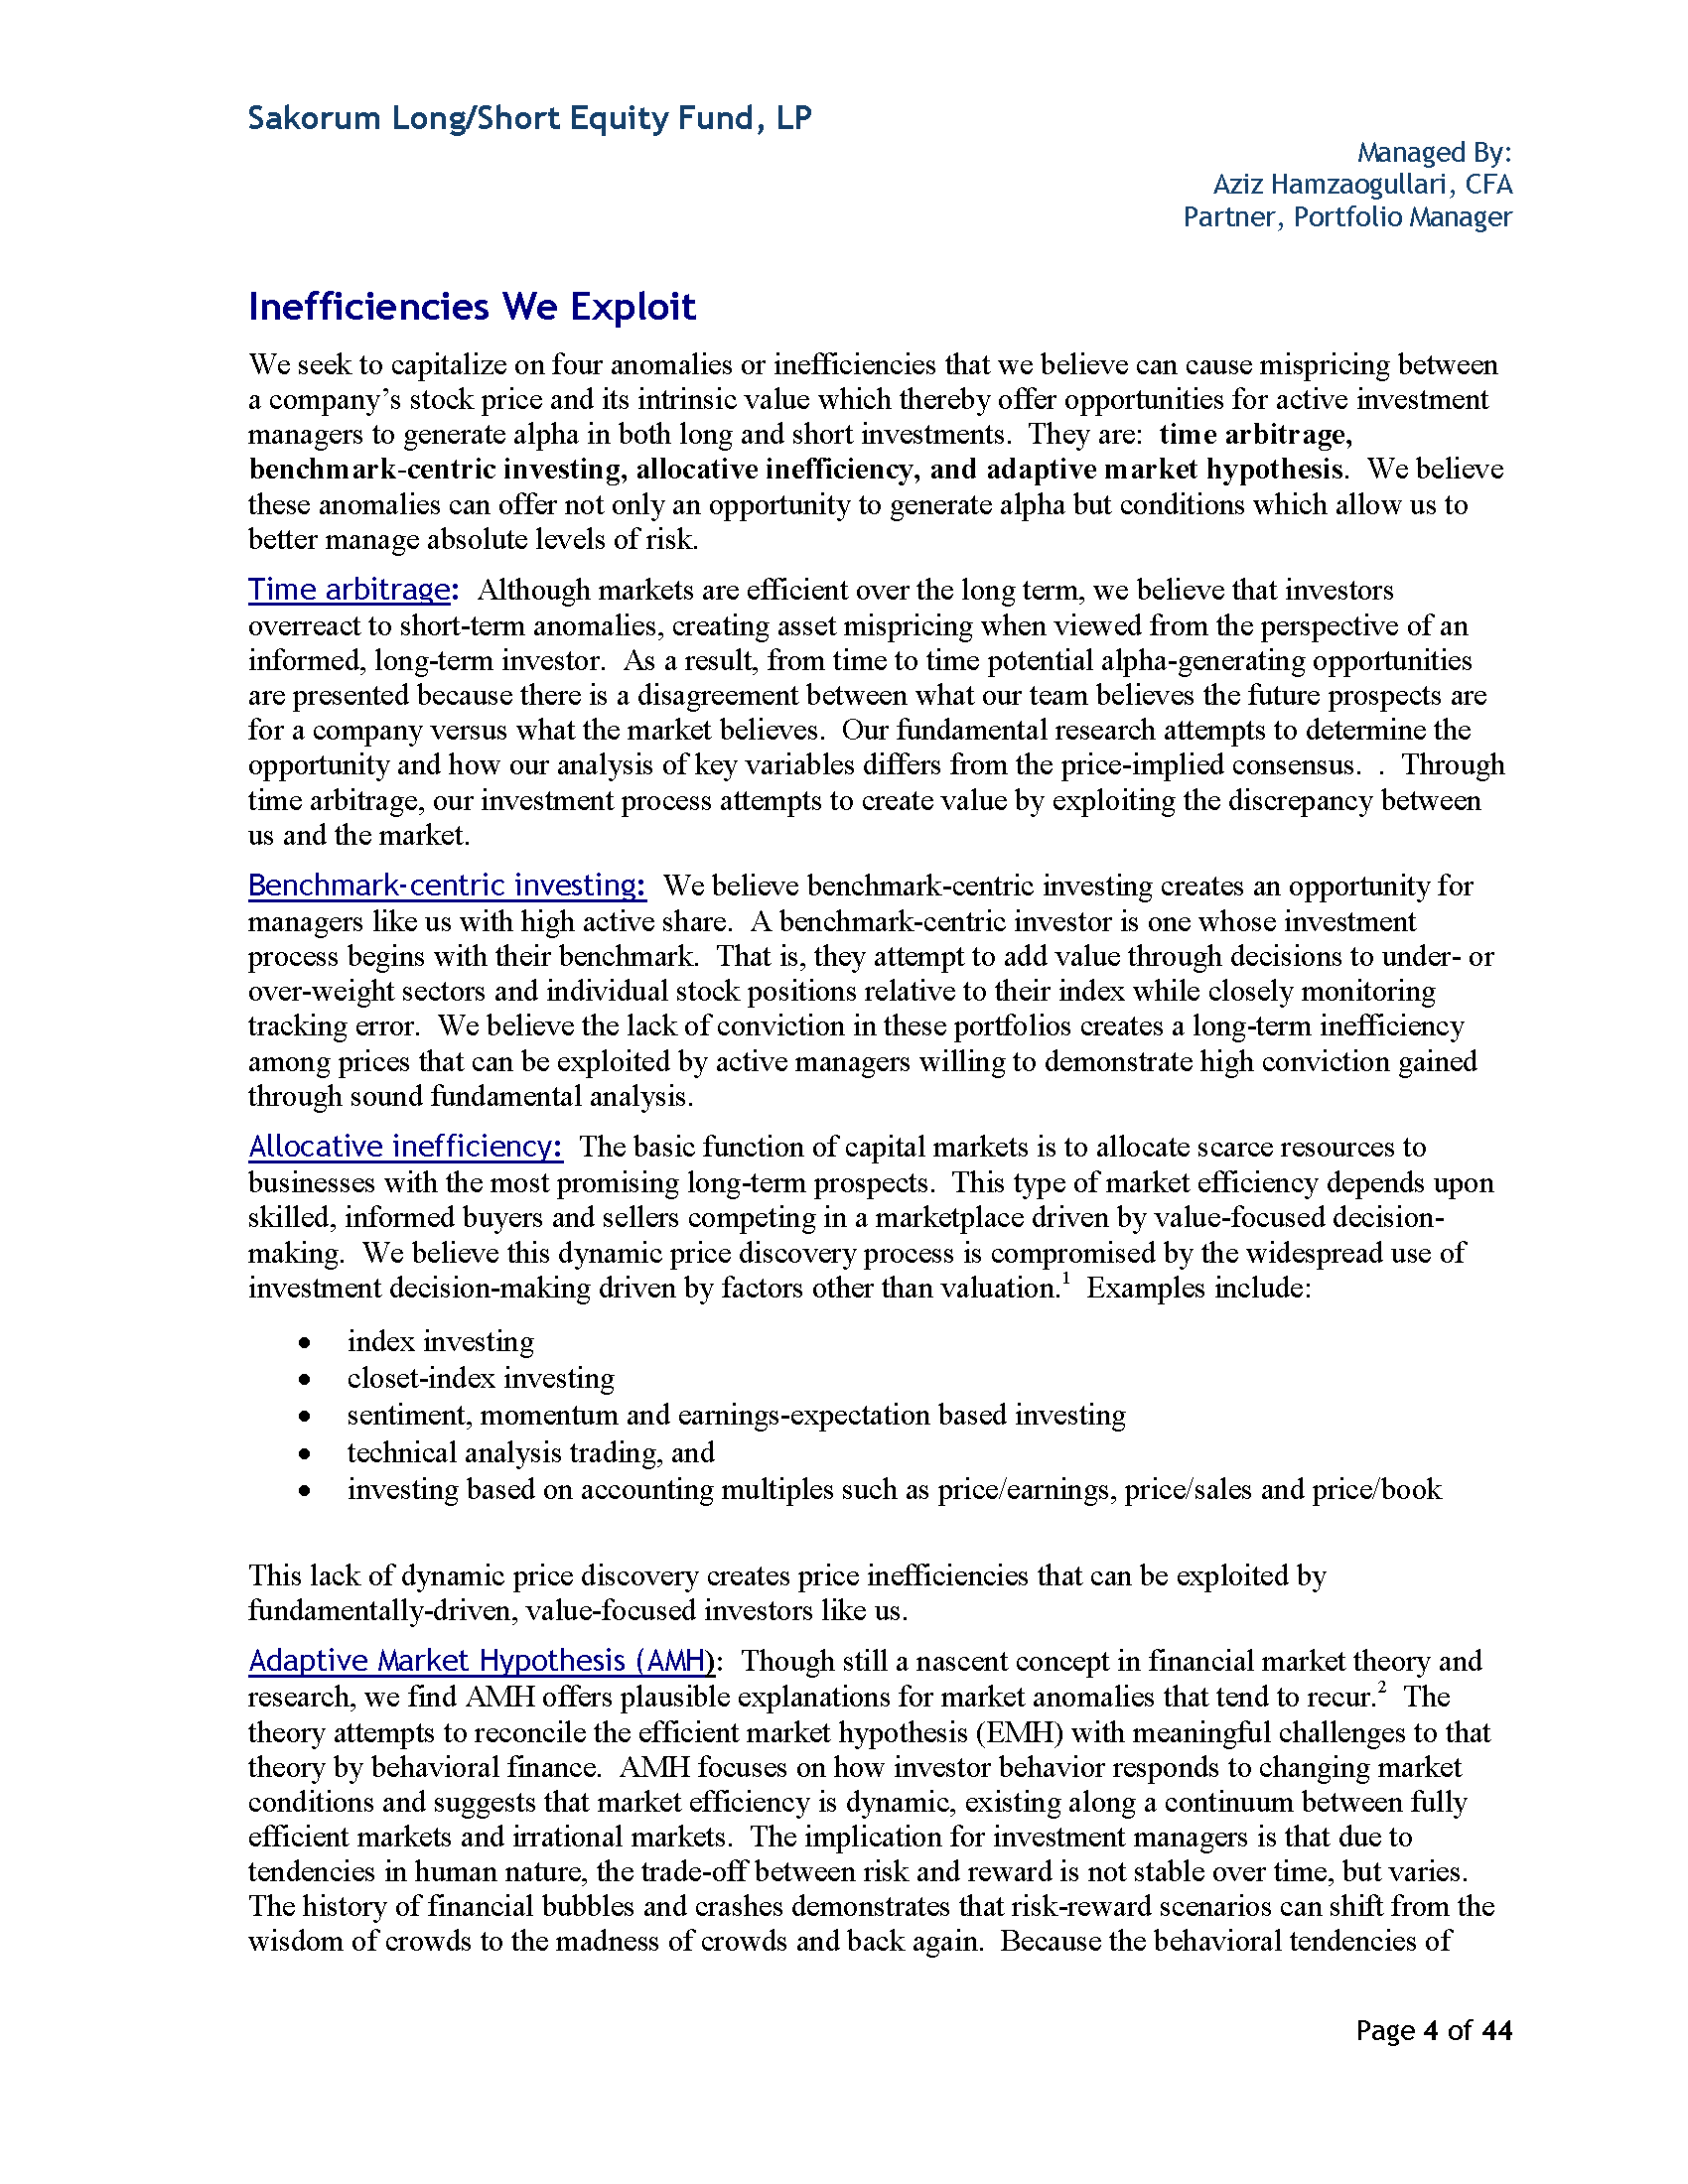 Sakorum Long/Short Equity Fund, LP
Managed By:
Aziz Hamzaogullari, CFA
Partner, Portfolio Manager
Inefficiencies We Exploit
We seek to capitalize on four anomalies or inefficiencies that we believe can cause mispricing between
a company’s stock price and its intrinsic value which thereby offer opportunities for active investment
managers to generate alpha in both long and short investments.  They are:  time arbitrage,
benchmark-centric investing, allocative inefficiency, and adaptive market hypothesis.  We believe
these anomalies can offer not only an opportunity to generate alpha but conditions which allow us to
better manage absolute levels of risk.
Time arbitrage:  Although markets are efficient over the long term, we believe that investors
overreact to short-term anomalies, creating asset mispricing when viewed from the perspective of an
informed, long-term investor.  As a result, from time to time potential alpha-generating opportunities
are presented because there is a disagreement between what our team believes the future prospects are
for a company versus what the market believes.  Our fundamental research attempts to determine the
opportunity and how our analysis of key variables differs from the price-implied consensus.  .  Through
time arbitrage, our investment process attempts to create value by exploiting the discrepancy between
us and the market.
Benchmark-centric investing:  We believe benchmark-centric investing creates an opportunity for
managers like us with high active share.  A benchmark-centric investor is one whose investment
process begins with their benchmark.  That is, they attempt to add value through decisions to under- or
over-weight sectors and individual stock positions relative to their index while closely monitoring
tracking error.  We believe the lack of conviction in these portfolios creates a long-term inefficiency
among prices that can be exploited by active managers willing to demonstrate high conviction gained
through sound fundamental analysis.
Allocative inefficiency:  The basic function of capital markets is to allocate scarce resources to
businesses with the most promising long-term prospects.  This type of market efficiency depends upon
skilled, informed buyers and sellers competing in a marketplace driven by value-focused decision-
making.  We believe this dynamic price discovery process is compromised by the widespread use of
investment decision-making driven by factors other than valuation.¹  Examples include:
• index investing
• closet-index investing
• sentiment, momentum and earnings-expectation based investing
• technical analysis trading, and
• investing based on accounting multiples such as price/earnings, price/sales and price/book
This lack of dynamic price discovery creates price inefficiencies that can be exploited by
fundamentally-driven, value-focused investors like us.
Adaptive Market Hypothesis (AMH):  Though still a nascent concept in financial market theory and
research, we find AMH offers plausible explanations for market anomalies that tend to recur.²  The
theory attempts to reconcile the efficient market hypothesis (EMH) with meaningful challenges to that
theory by behavioral finance.  AMH focuses on how investor behavior responds to changing market
conditions and suggests that market efficiency is dynamic, existing along a continuum between fully
efficient markets and irrational markets.  The implication for investment managers is that due to
tendencies in human nature, the trade-off between risk and reward is not stable over time, but varies.
The history of financial bubbles and crashes demonstrates that risk-reward scenarios can shift from the
wisdom of crowds to the madness of crowds and back again.  Because the behavioral tendencies of
Page 4 of 44